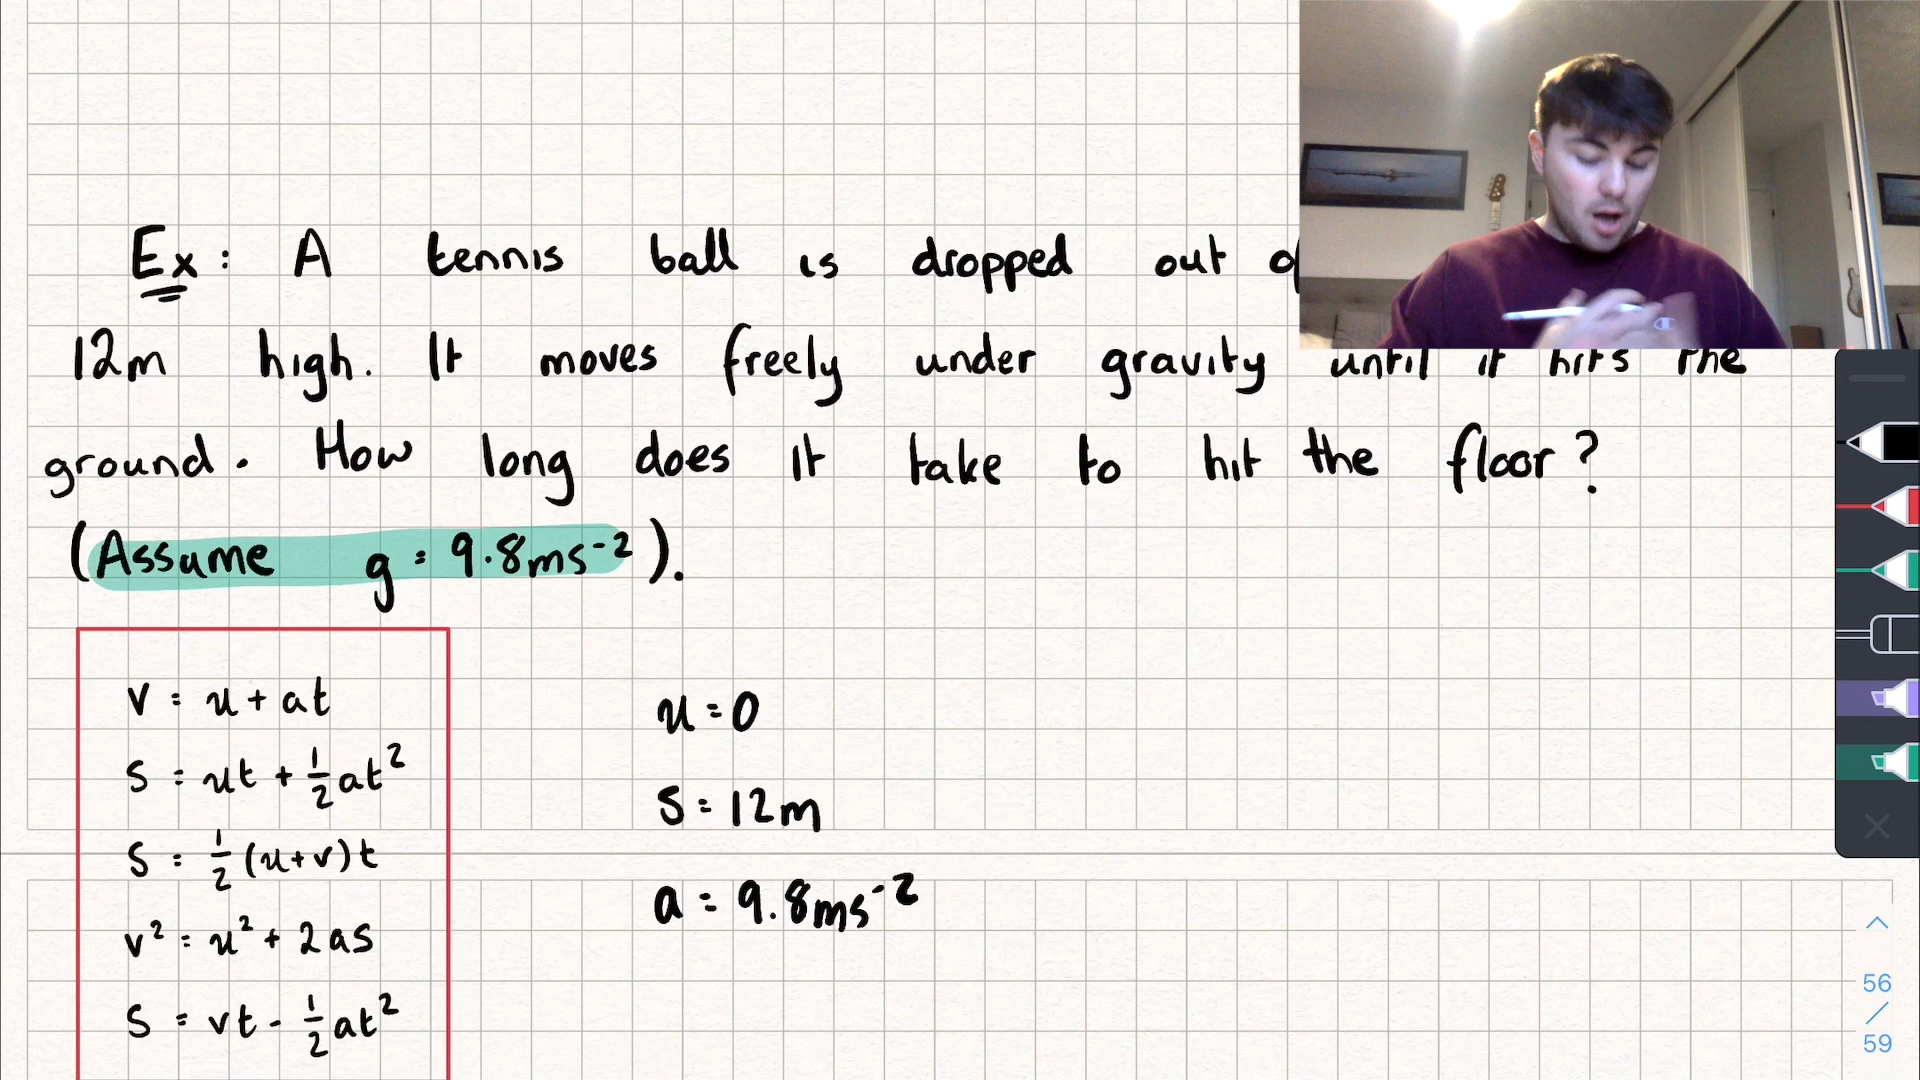 Ex: A tennis ball is dropped out
12m high. It moves freely under gravity until it hits the
ground. How long does it take to hit the floor?
(Assume g = 9.8ms⁻²).
v = u + at
s = ut + ½at²
s = ½(u+v)t
v² = u² + 2as
s = vt - ½at²
u = 0
s = 12m
a = 9.8ms⁻²
56
/
59